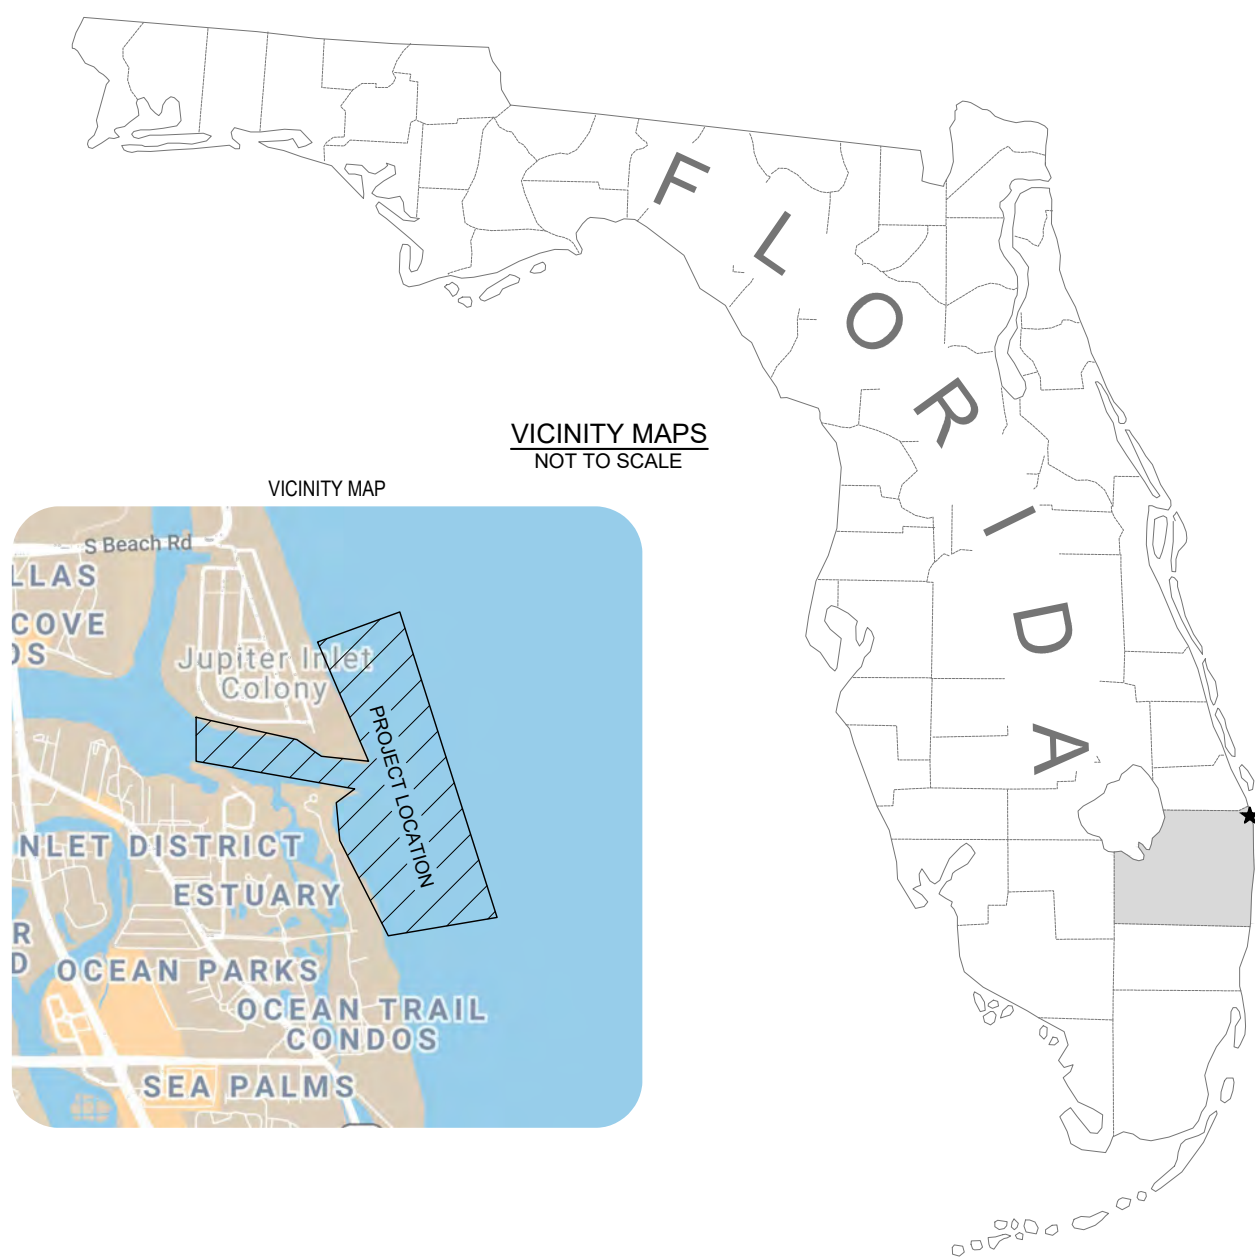 FLORIDA
VICINITY MAPS
NOT TO SCALE
VICINITY MAP
S Beach Rd
LLAS
COVE
OS
Jupiter Inlet
Colony
PROJECT LOCATION
NLET DISTRICT
ESTUARY
R
D
OCEAN PARKS
OCEAN TRAIL
CONDOS
SEA PALMS